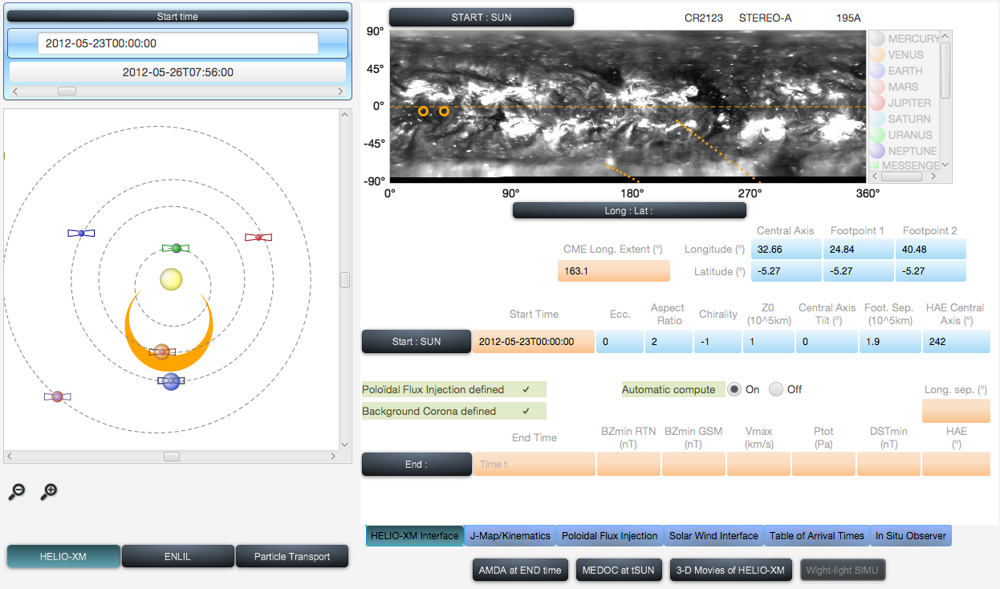 Start time
2012-05-23T00:00:00
2012-05-26T07:56:00
START : SUN
CR2123 STEREO-A 195A
90°
45°
0°
-45°
-90°
0° 90° 180° 270° 360°
MERCURY
VENUS
EARTH
MARS
JUPITER
SATURN
URANUS
NEPTUNE
MESSENGE
Long : Lat :
Central Axis Footpoint 1 Footpoint 2
CME Long. Extent (°) Longitude (°) 32.66 24.84 40.48
163.1 Latitude (°) -5.27 -5.27 -5.27
Start Time Ecc. Aspect Ratio Chirality Z0 (10^5km) Central Axis Tilt (°) Foot. Sep. (10^5km) HAE Central Axis (°)
Start : SUN 2012-05-23T00:00:00 0 2 -1 1 0 1.9 242
Poloïdal Flux Injection defined ✓ Automatic compute On Off Long. sep. (°)
Background Corona defined ✓
End Time BZmin RTN (nT) BZmin GSM (nT) Vmax (km/s) Ptot (Pa) DSTmin (nT) HAE (°)
End : Time t
HELIO-XM Interface J-Map/Kinematics Poloidal Flux Injection Solar Wind Interface Table of Arrival Times In Situ Observer
HELIO-XM ENLIL Particle Transport
AMDA at END time MEDOC at tSUN 3-D Movies of HELIO-XM Wight-light SIMU